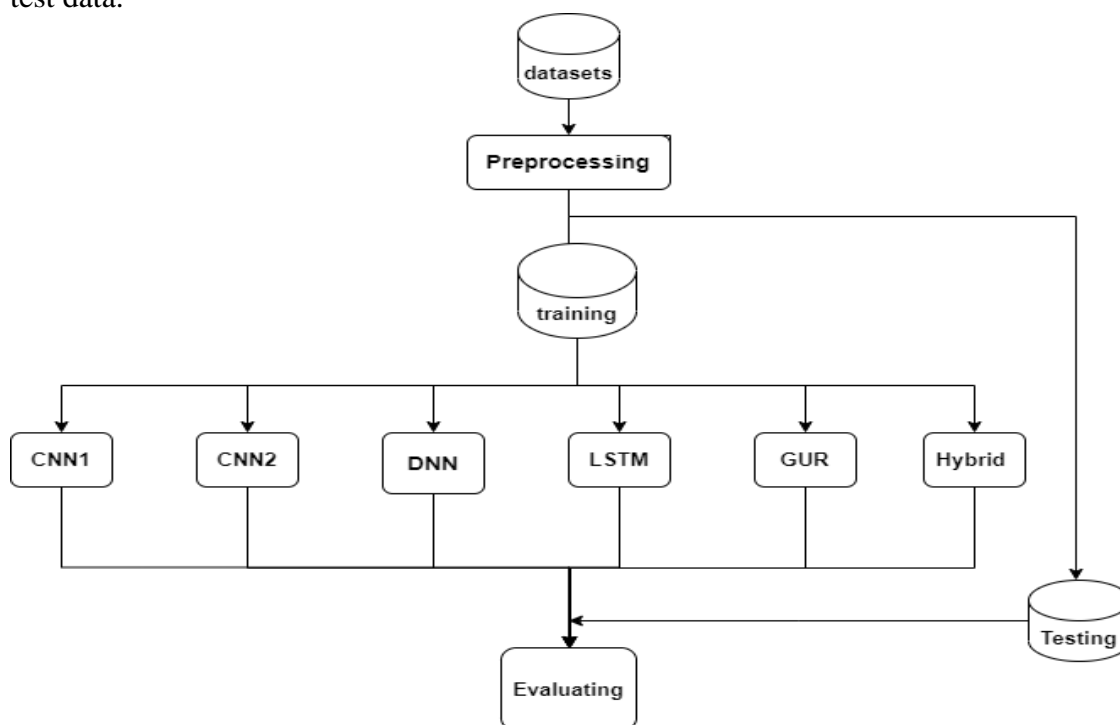 test data.
datasets
Preprocessing
training
CNN1
CNN2
DNN
LSTM
GUR
Hybrid
Testing
Evaluating